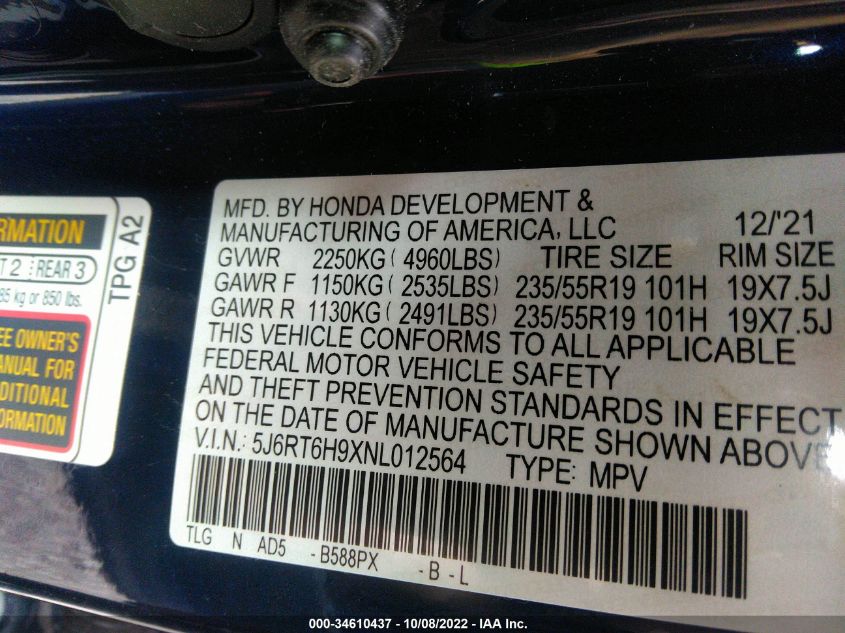 ORMATION
T 2 REAR 3
85 kg or 850 lbs.
EE OWNER'S
ANUAL FOR
DDITIONAL
FORMATION
TPG A2
MFD. BY HONDA DEVELOPMENT &
MANUFACTURING OF AMERICA, LLC 12/'21
GVWR 2250KG ( 4960LBS) TIRE SIZE RIM SIZE
GAWR F 1150KG ( 2535LBS) 235/55R19 101H 19X7.5J
GAWR R 1130KG ( 2491LBS) 235/55R19 101H 19X7.5J
THIS VEHICLE CONFORMS TO ALL APPLICABLE
FEDERAL MOTOR VEHICLE SAFETY
AND THEFT PREVENTION STANDARDS IN EFFECT
ON THE DATE OF MANUFACTURE SHOWN ABOVE
V.I.N.: 5J6RT6H9XNL012564 TYPE: MPV
TLG N AD5 -B588PX -B-L
000-34610437 - 10/08/2022 - IAA Inc.